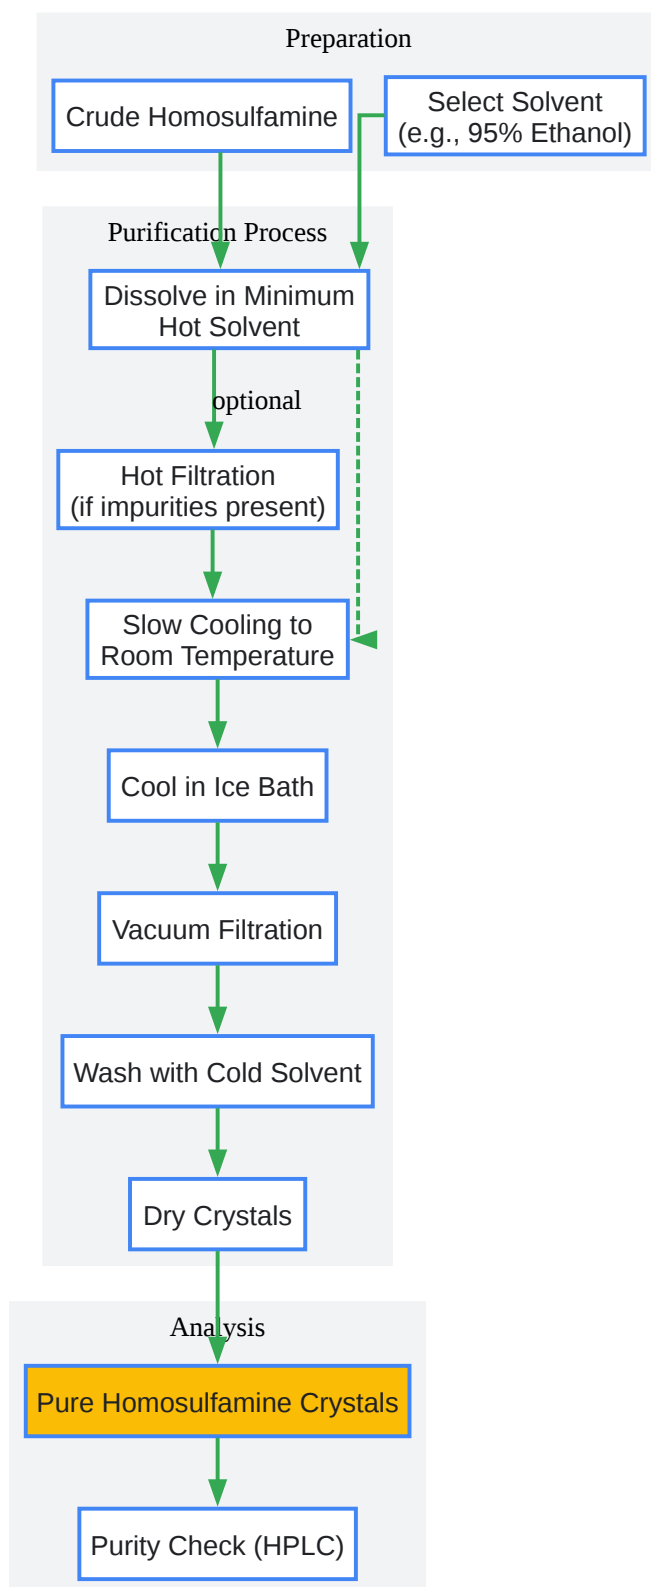 Preparation
Crude Homosulfamine
Select Solvent
(e.g., 95% Ethanol)
Purification Process
Dissolve in Minimum
Hot Solvent
optional
Hot Filtration
(if impurities present)
Slow Cooling to
Room Temperature
Cool in Ice Bath
Vacuum Filtration
Wash with Cold Solvent
Dry Crystals
Analysis
Pure Homosulfamine Crystals
Purity Check (HPLC)